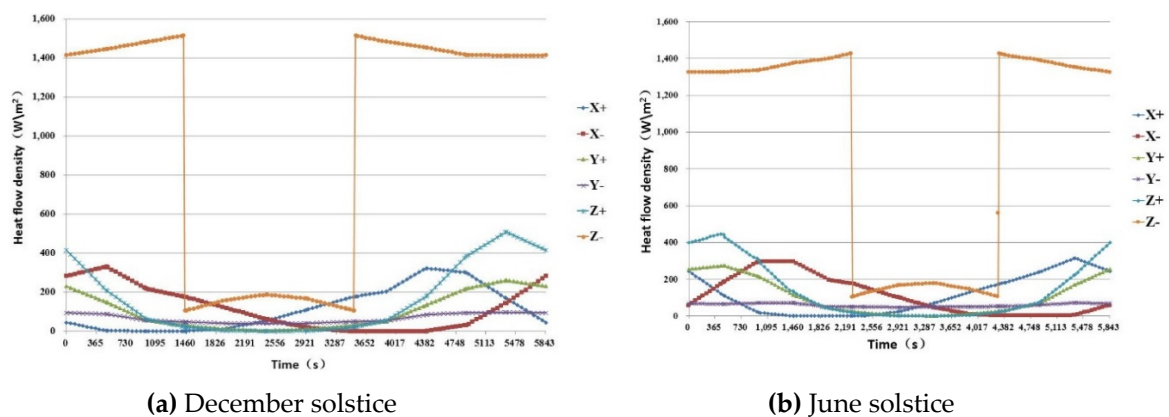 1,600
1,400
1,200
1,000
800
600
400
200
0
Heat flow density（W\m²）
0 365 730 1095 1460 1826 2191 2556 2921 3287 3652 4017 4382 4748 5113 5478 5843
Time（s）
X+
X-
Y+
Y-
Z+
Z-
(a) December solstice
1,600
1,400
1,200
1,000
800
600
400
200
0
Heat flow density（W\m²）
0 365 730 1,095 1,460 1,826 2,191 2,556 2,921 3,287 3,652 4,017 4,382 4,748 5,113 5,478 5,843
Time（s）
X+
X-
Y+
Y-
Z+
Z-
(b) June solstice